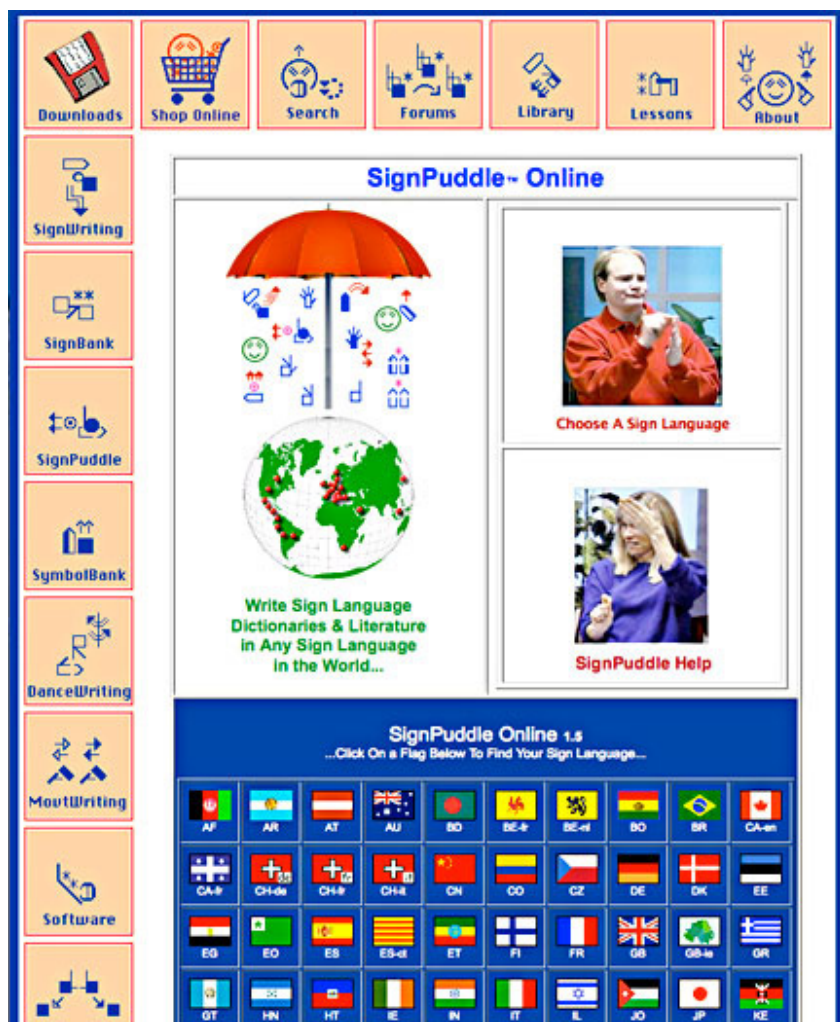 Downloads
Shop Online
Search
Forums
Library
Lessons
About
SignWriting
SignBank
SignPuddle
SymbolBank
DanceWriting
MovtWriting
Software
SignPuddle™ Online
Write Sign Language
Dictionaries & Literature
in Any Sign Language
in the World...
Choose A Sign Language
SignPuddle Help
SignPuddle Online 1.5
...Click On a Flag Below To Find Your Sign Language...
AF AR AT AU BD BE-fr BE-nl BO BR CA-en
CA-fr CH-de CH-fr CH-it CN CO CZ DE DK EE
EG EO ES ES-ct ET FI FR GB GB-ie GR
GT HN HT IE IN IT IL JO JP KE